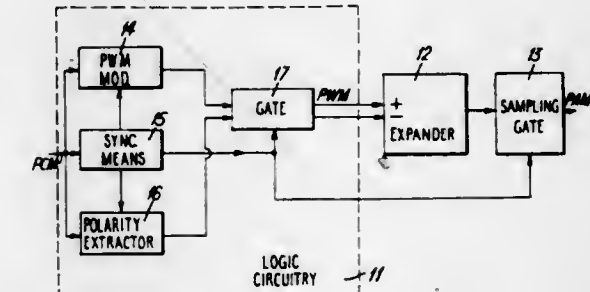 14
PWM
MOD
17
GATE
PWM
12
+
-
EXPANDER
13
SAMPLING
GATE
PAM
15
SYNC
MEANS
PCM
16
POLARITY
EXTRACTOR
LOGIC
CIRCUITRY
11